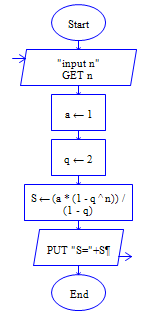 Start
"input n"
GET n
a ← 1
q ← 2
S ← (a * (1 - q ^ n)) /
(1 - q)
PUT "S="+S¶
End